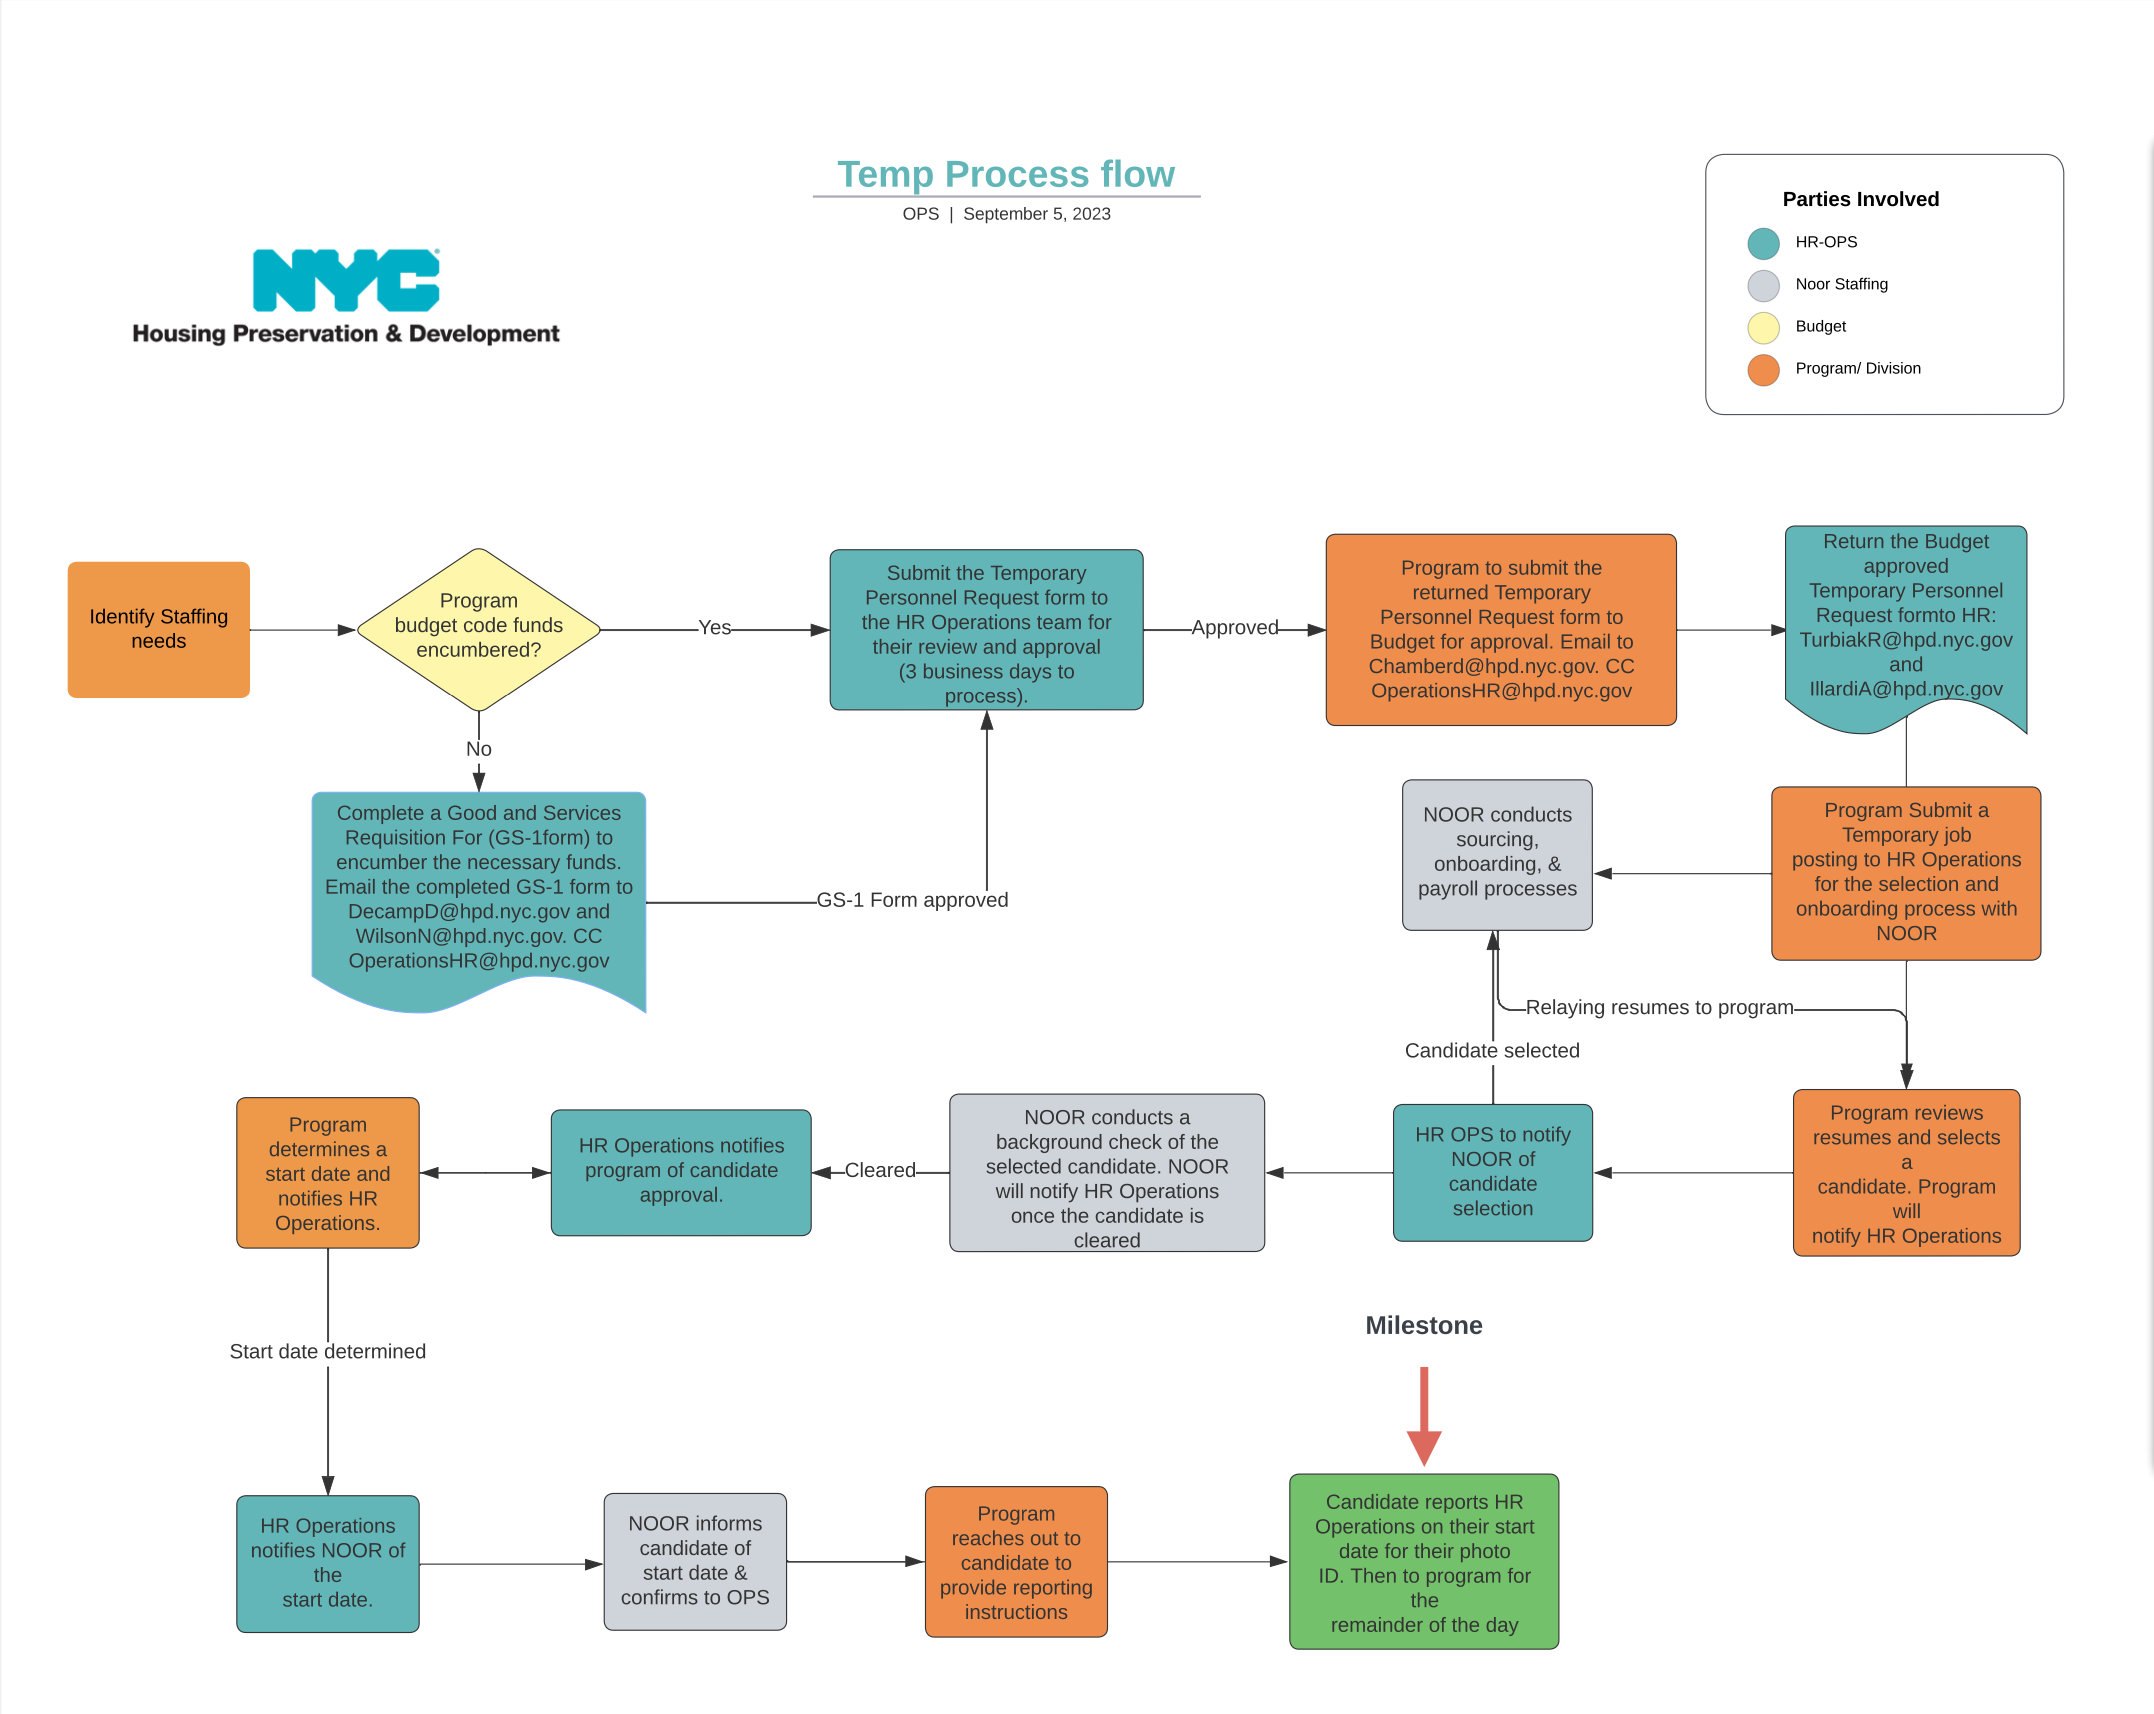 Temp Process flow
OPS | September 5, 2023
NYC®
Housing Preservation & Development
Parties Involved
HR-OPS
Noor Staffing
Budget
Program/ Division
Identify Staffing
needs
Program
budget code funds
encumbered?
Yes
No
Submit the Temporary
Personnel Request form to
the HR Operations team for
their review and approval
(3 business days to
process).
Approved
Program to submit the
returned Temporary
Personnel Request form to
Budget for approval. Email to
Chamberd@hpd.nyc.gov. CC
OperationsHR@hpd.nyc.gov
Return the Budget
approved
Temporary Personnel
Request formto HR:
TurbiakR@hpd.nyc.gov
and
IllardiA@hpd.nyc.gov
Complete a Good and Services
Requisition For (GS-1form) to
encumber the necessary funds.
Email the completed GS-1 form to
DecampD@hpd.nyc.gov and
WilsonN@hpd.nyc.gov. CC
OperationsHR@hpd.nyc.gov
GS-1 Form approved
NOOR conducts
sourcing,
onboarding, &
payroll processes
Program Submit a
Temporary job
posting to HR Operations
for the selection and
onboarding process with
NOOR
Relaying resumes to program
Candidate selected
Program
determines a
start date and
notifies HR
Operations.
HR Operations notifies
program of candidate
approval.
Cleared
NOOR conducts a
background check of the
selected candidate. NOOR
will notify HR Operations
once the candidate is
cleared
HR OPS to notify
NOOR of
candidate
selection
Program reviews
resumes and selects
a
candidate. Program
will
notify HR Operations
Start date determined
Milestone
HR Operations
notifies NOOR of
the
start date.
NOOR informs
candidate of
start date &
confirms to OPS
Program
reaches out to
candidate to
provide reporting
instructions
Candidate reports HR
Operations on their start
date for their photo
ID. Then to program for
the
remainder of the day